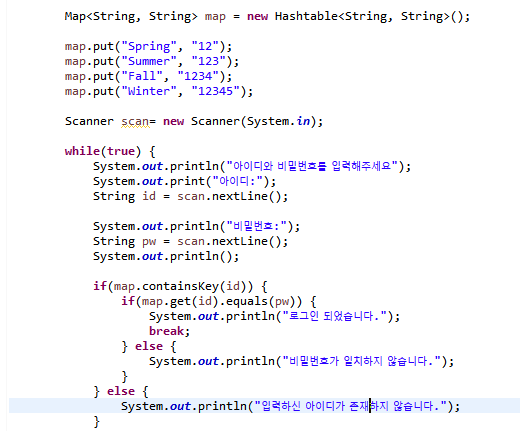 Map<String, String> map = new Hashtable<String, String>();
map.put("Spring", "12");
map.put("Summer", "123");
map.put("Fall", "1234");
map.put("Winter", "12345");
Scanner scan= new Scanner(System.in);
while(true) {
System.out.println("아이디와 비밀번호를 입력해주세요");
System.out.print("아이디:");
String id = scan.nextLine();
System.out.println("비밀번호:");
String pw = scan.nextLine();
System.out.println();
if(map.containsKey(id)) {
if(map.get(id).equals(pw)) {
System.out.println("로그인 되었습니다.");
break;
} else {
System.out.println("비밀번호가 일치하지 않습니다.");
}
} else {
System.out.println("입력하신 아이디가 존재하지 않습니다.");
}